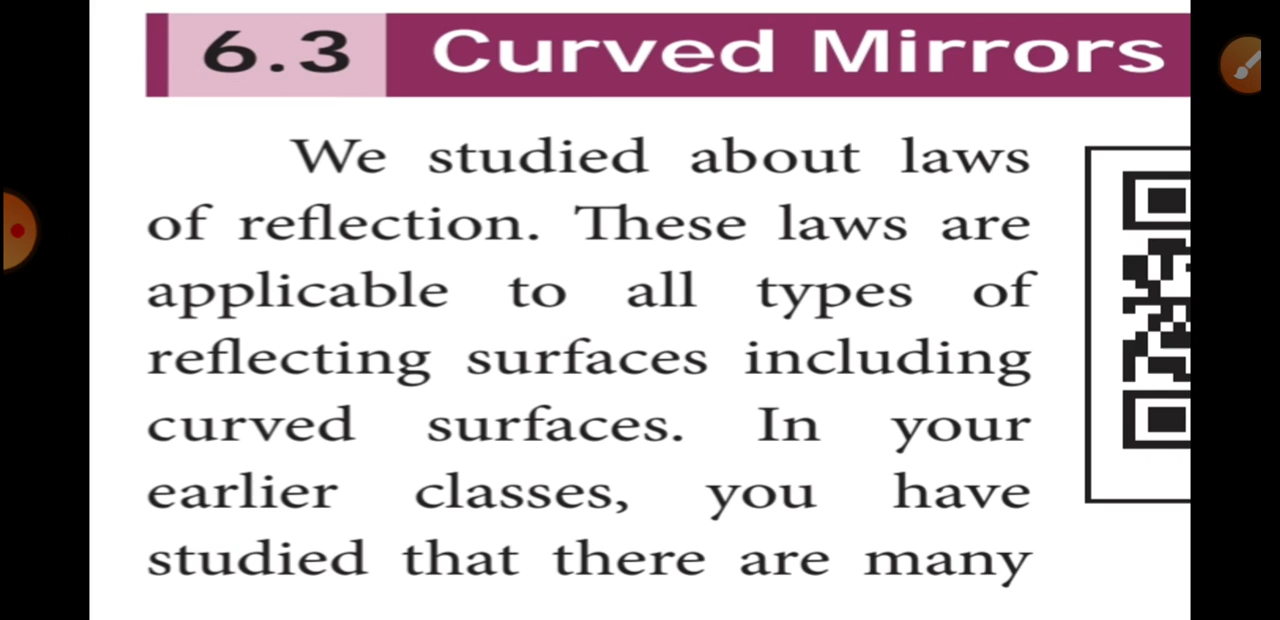 6.3 Curved Mirrors
We studied about laws
of reflection. These laws are
applicable to all types of
reflecting surfaces including
curved surfaces. In your
earlier classes, you have
studied that there are many